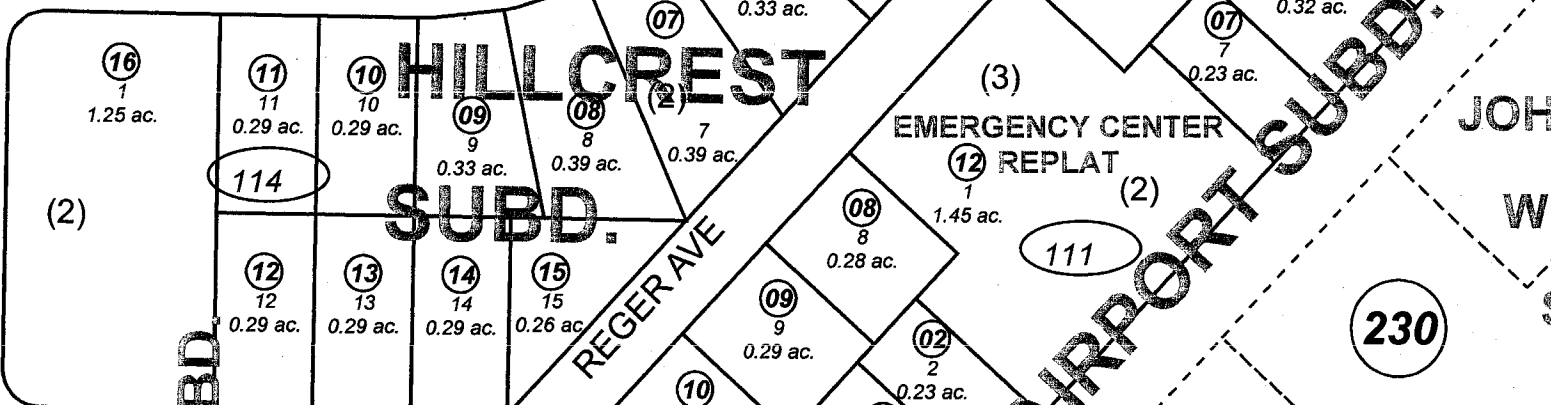 16
1
1.25 ac.
(2)
11
11
0.29 ac.
114
10
10
0.29 ac.
HILLCREST
SUBD.
09
9
0.33 ac.
08
8
0.39 ac.
07
(2)
7
0.39 ac.
0.33 ac.
12
12
0.29 ac.
13
13
0.29 ac.
14
14
0.29 ac.
15
15
0.26 ac.
BD.
REGER AVE
(3)
EMERGENCY CENTER
REPLAT
12
1
1.45 ac.
(2)
111
07
7
0.23 ac.
0.32 ac.
08
8
0.28 ac.
09
9
0.29 ac.
10
02
2
0.23 ac.
IRPORT SUBD.
JOH
W
230